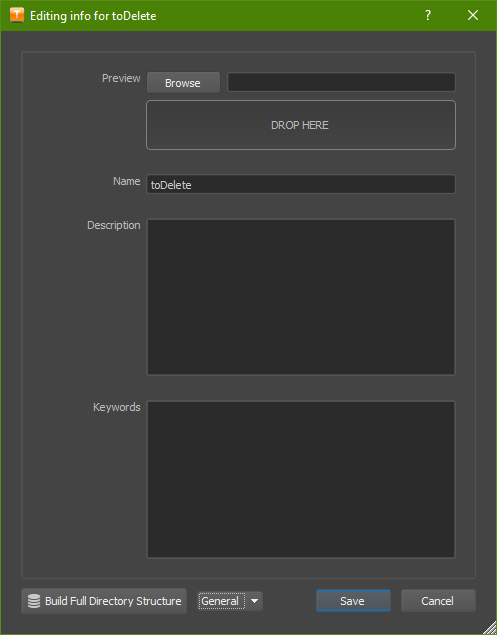 Editing info for toDelete
?
Preview
Browse
DROP HERE
Name
toDelete
Description
Keywords
Build Full Directory Structure
General
Save
Cancel